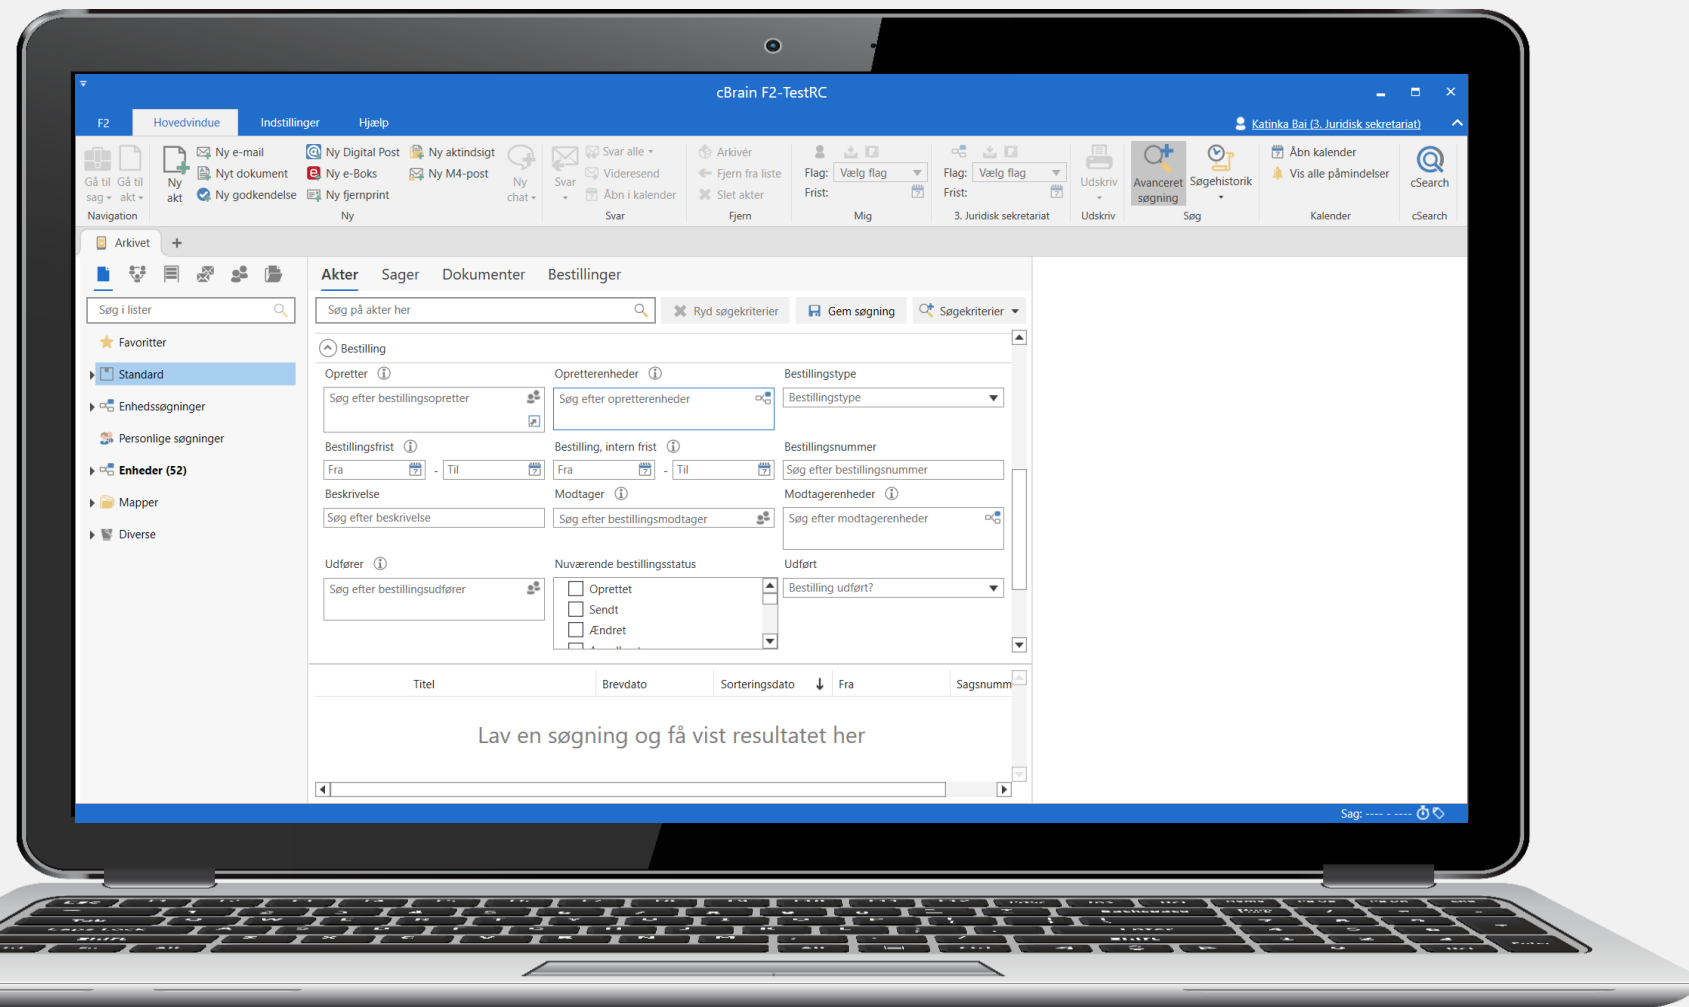 cBrain F2-TestRC
F2 Hovedvindue Indstillinger Hjælp Katinka Bai (3. Juridisk sekretariat)
Gå til sag Gå til akt
Navigation
Ny akt
Ny e-mail Ny Digital Post Ny aktindsigt
Nyt dokument Ny e-Boks Ny M4-post
Ny godkendelse Ny fjernprint
Ny chat
Ny
Svar
Svar alle
Videresend
Åbn i kalender
Svar
Arkivér
Fjern fra liste
Slet akter
Fjern
Flag: Vælg flag
Frist:
Mig
Flag: Vælg flag
Frist:
3. Juridisk sekretariat
Udskriv
Udskriv
Avanceret søgning
Søgehistorik
Søg
Åbn kalender
Vis alle påmindelser
Kalender
cSearch
cSearch
Arkivet +
Søg i lister
Favoritter
Standard
Enhedssøgninger
Personlige søgninger
Enheder (52)
Mapper
Diverse
Akter Sager Dokumenter Bestillinger
Søg på akter her Ryd søgekriterier Gem søgning Søgekriterier
Bestilling
Opretter Opretterenheder Bestillingstype
Søg efter bestillingsopretter Søg efter opretterenheder Bestillingstype
Bestillingsfrist Bestilling, intern frist Bestillingsnummer
Fra - Til Fra - Til Søg efter bestillingsnummer
Beskrivelse Modtager Modtagerenheder
Søg efter beskrivelse Søg efter bestillingsmodtager Søg efter modtagerenheder
Udfører Nuværende bestillingsstatus Udført
Søg efter bestillingsudfører Oprettet Bestilling udført?
Sendt
Ændret
Titel Brevdato Sorteringsdato Fra Sagsnumm
Lav en søgning og få vist resultatet her
Sag: ---- - ----